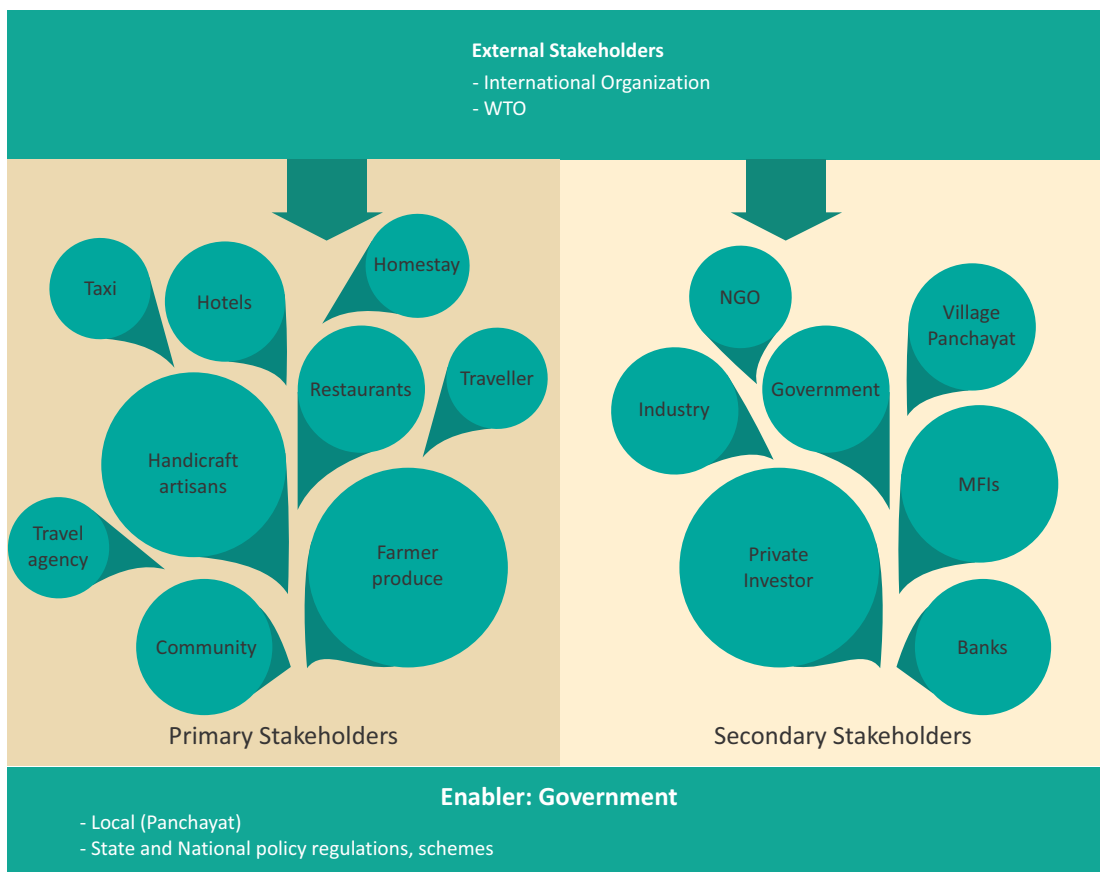 External Stakeholders
- International Organization
- WTO
Taxi
Hotels
Homestay
Restaurants
Traveller
Handicraft
artisans
Travel
agency
Farmer
produce
Community
Primary Stakeholders
NGO
Village
Panchayat
Industry
Government
MFIs
Private
Investor
Banks
Secondary Stakeholders
Enabler: Government
- Local (Panchayat)
- State and National policy regulations, schemes